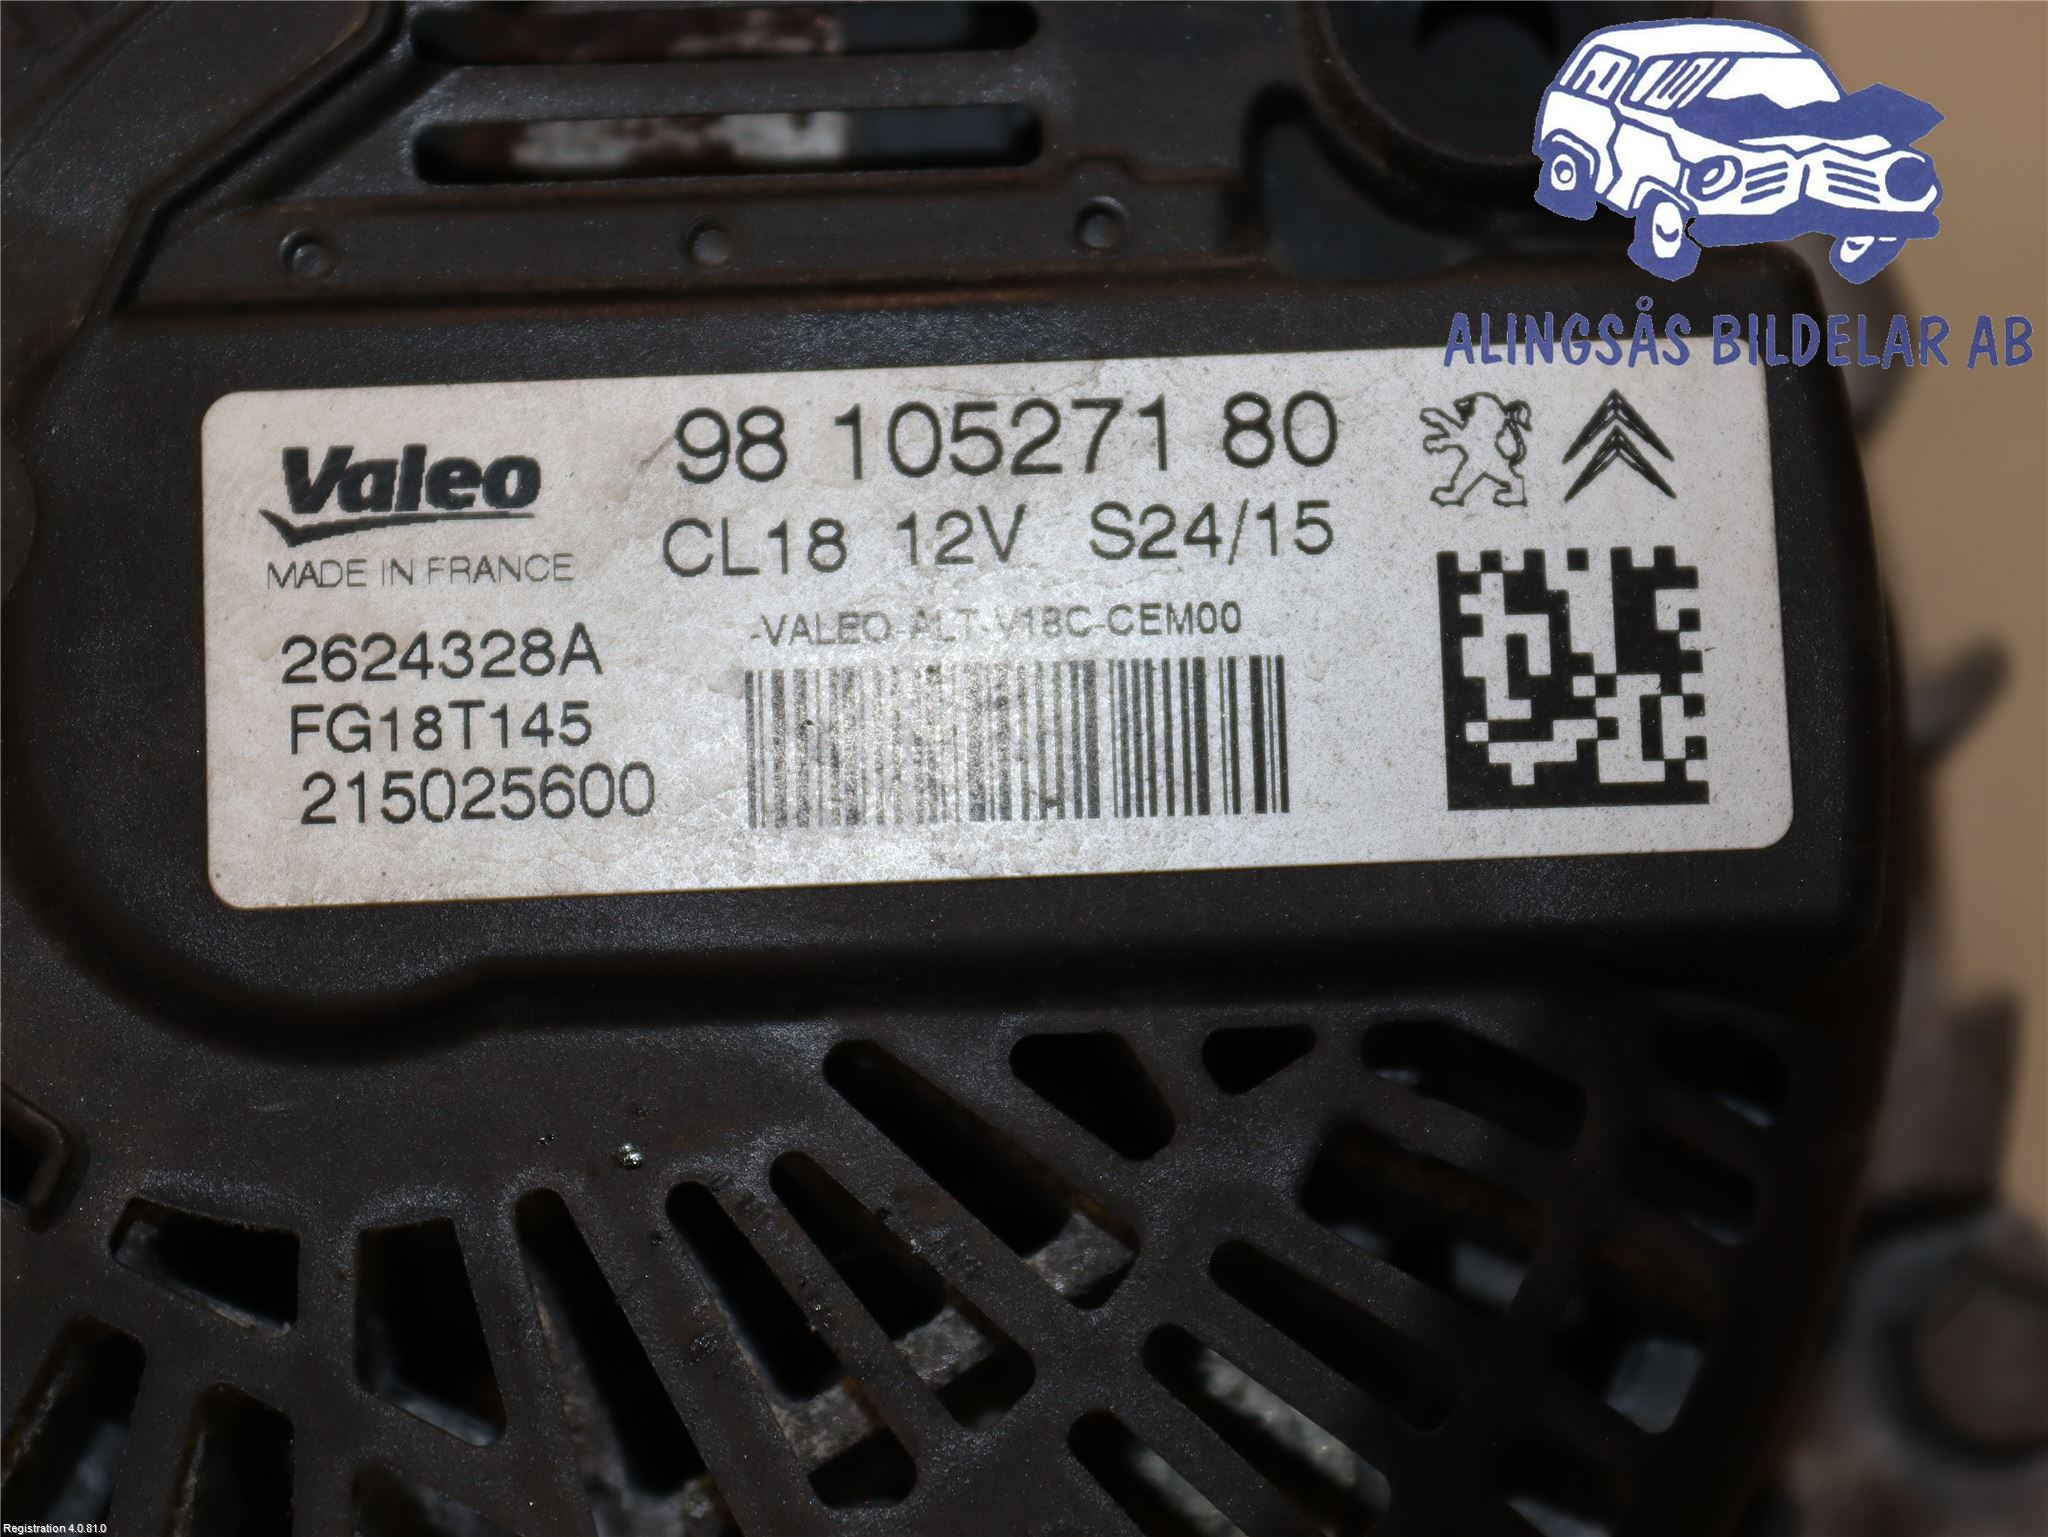 ALINGSÅS BILDELAR AB
Valeo
MADE IN FRANCE
98 105271 80
CL18 12V S24/15
-VALEO-ALT-V18C-CEM00
2624328A
FG18T145
215025600
Registration 4.0.81.0